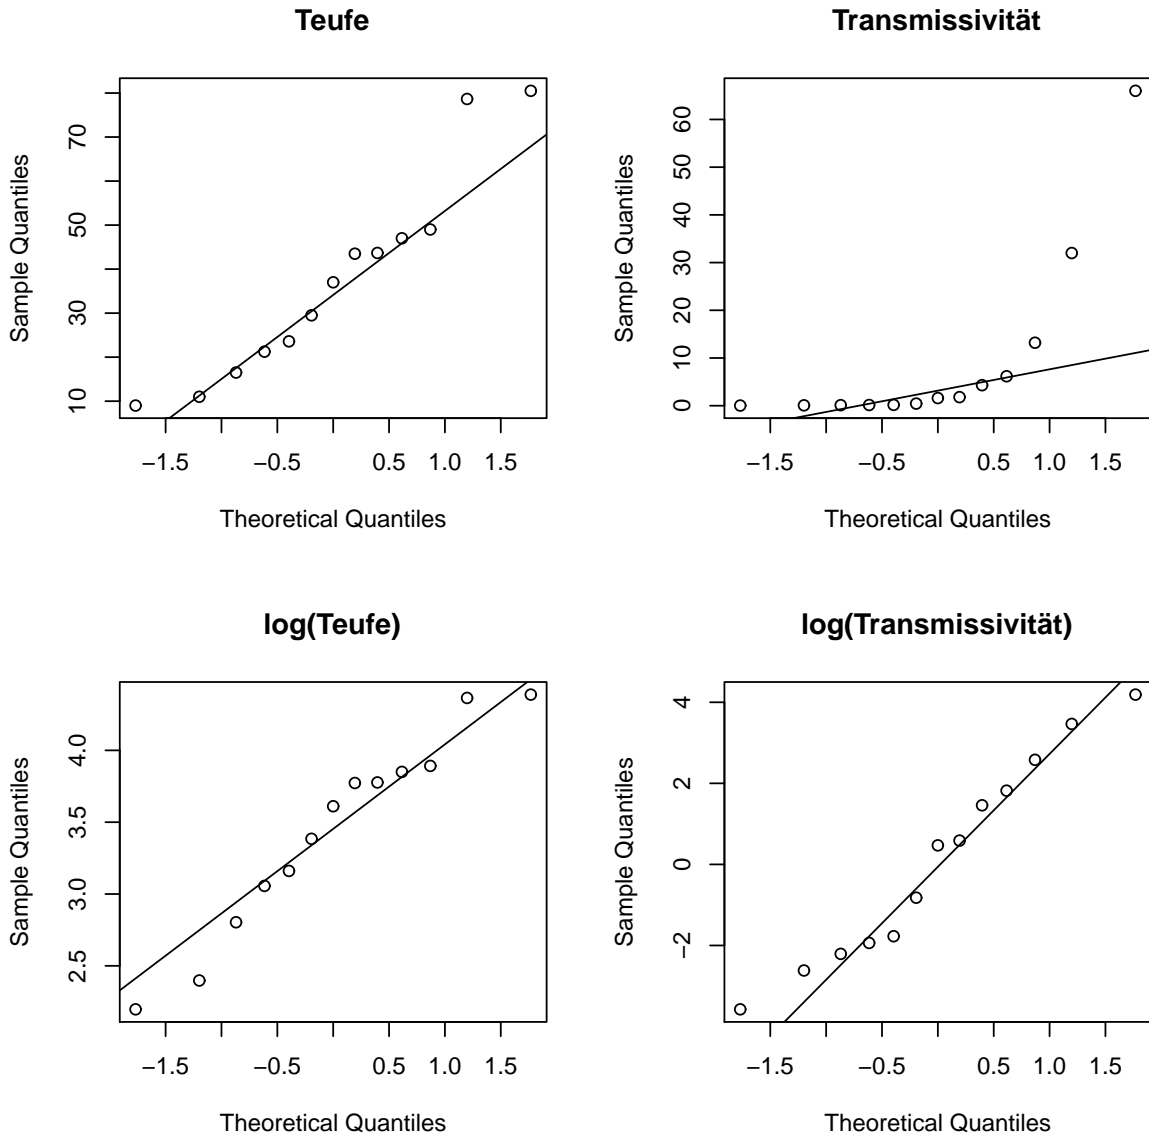 Teufe
Sample Quantiles
10 30 50 70
−1.5 −0.5 0.5 1.0 1.5
Theoretical Quantiles
Transmissivität
Sample Quantiles
0 10 20 30 40 50 60
−1.5 −0.5 0.5 1.0 1.5
Theoretical Quantiles
log(Teufe)
Sample Quantiles
2.5 3.0 3.5 4.0
−1.5 −0.5 0.5 1.0 1.5
Theoretical Quantiles
log(Transmissivität)
Sample Quantiles
−2 0 2 4
−1.5 −0.5 0.5 1.0 1.5
Theoretical Quantiles